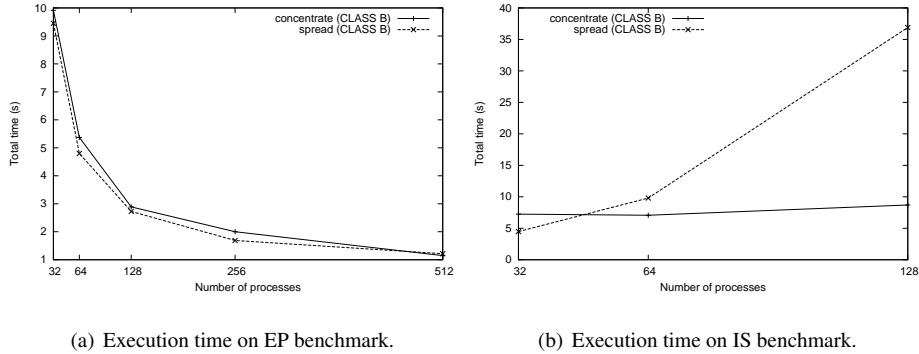 10
9
8
7
6
5
4
3
2
1
Total time (s)
concentrate (CLASS B)
spread (CLASS B)
32 64 128 256 512
Number of processes
(a) Execution time on EP benchmark.
40
35
30
25
20
15
10
5
0
Total time (s)
concentrate (CLASS B)
spread (CLASS B)
32 64 128
Number of processes
(b) Execution time on IS benchmark.